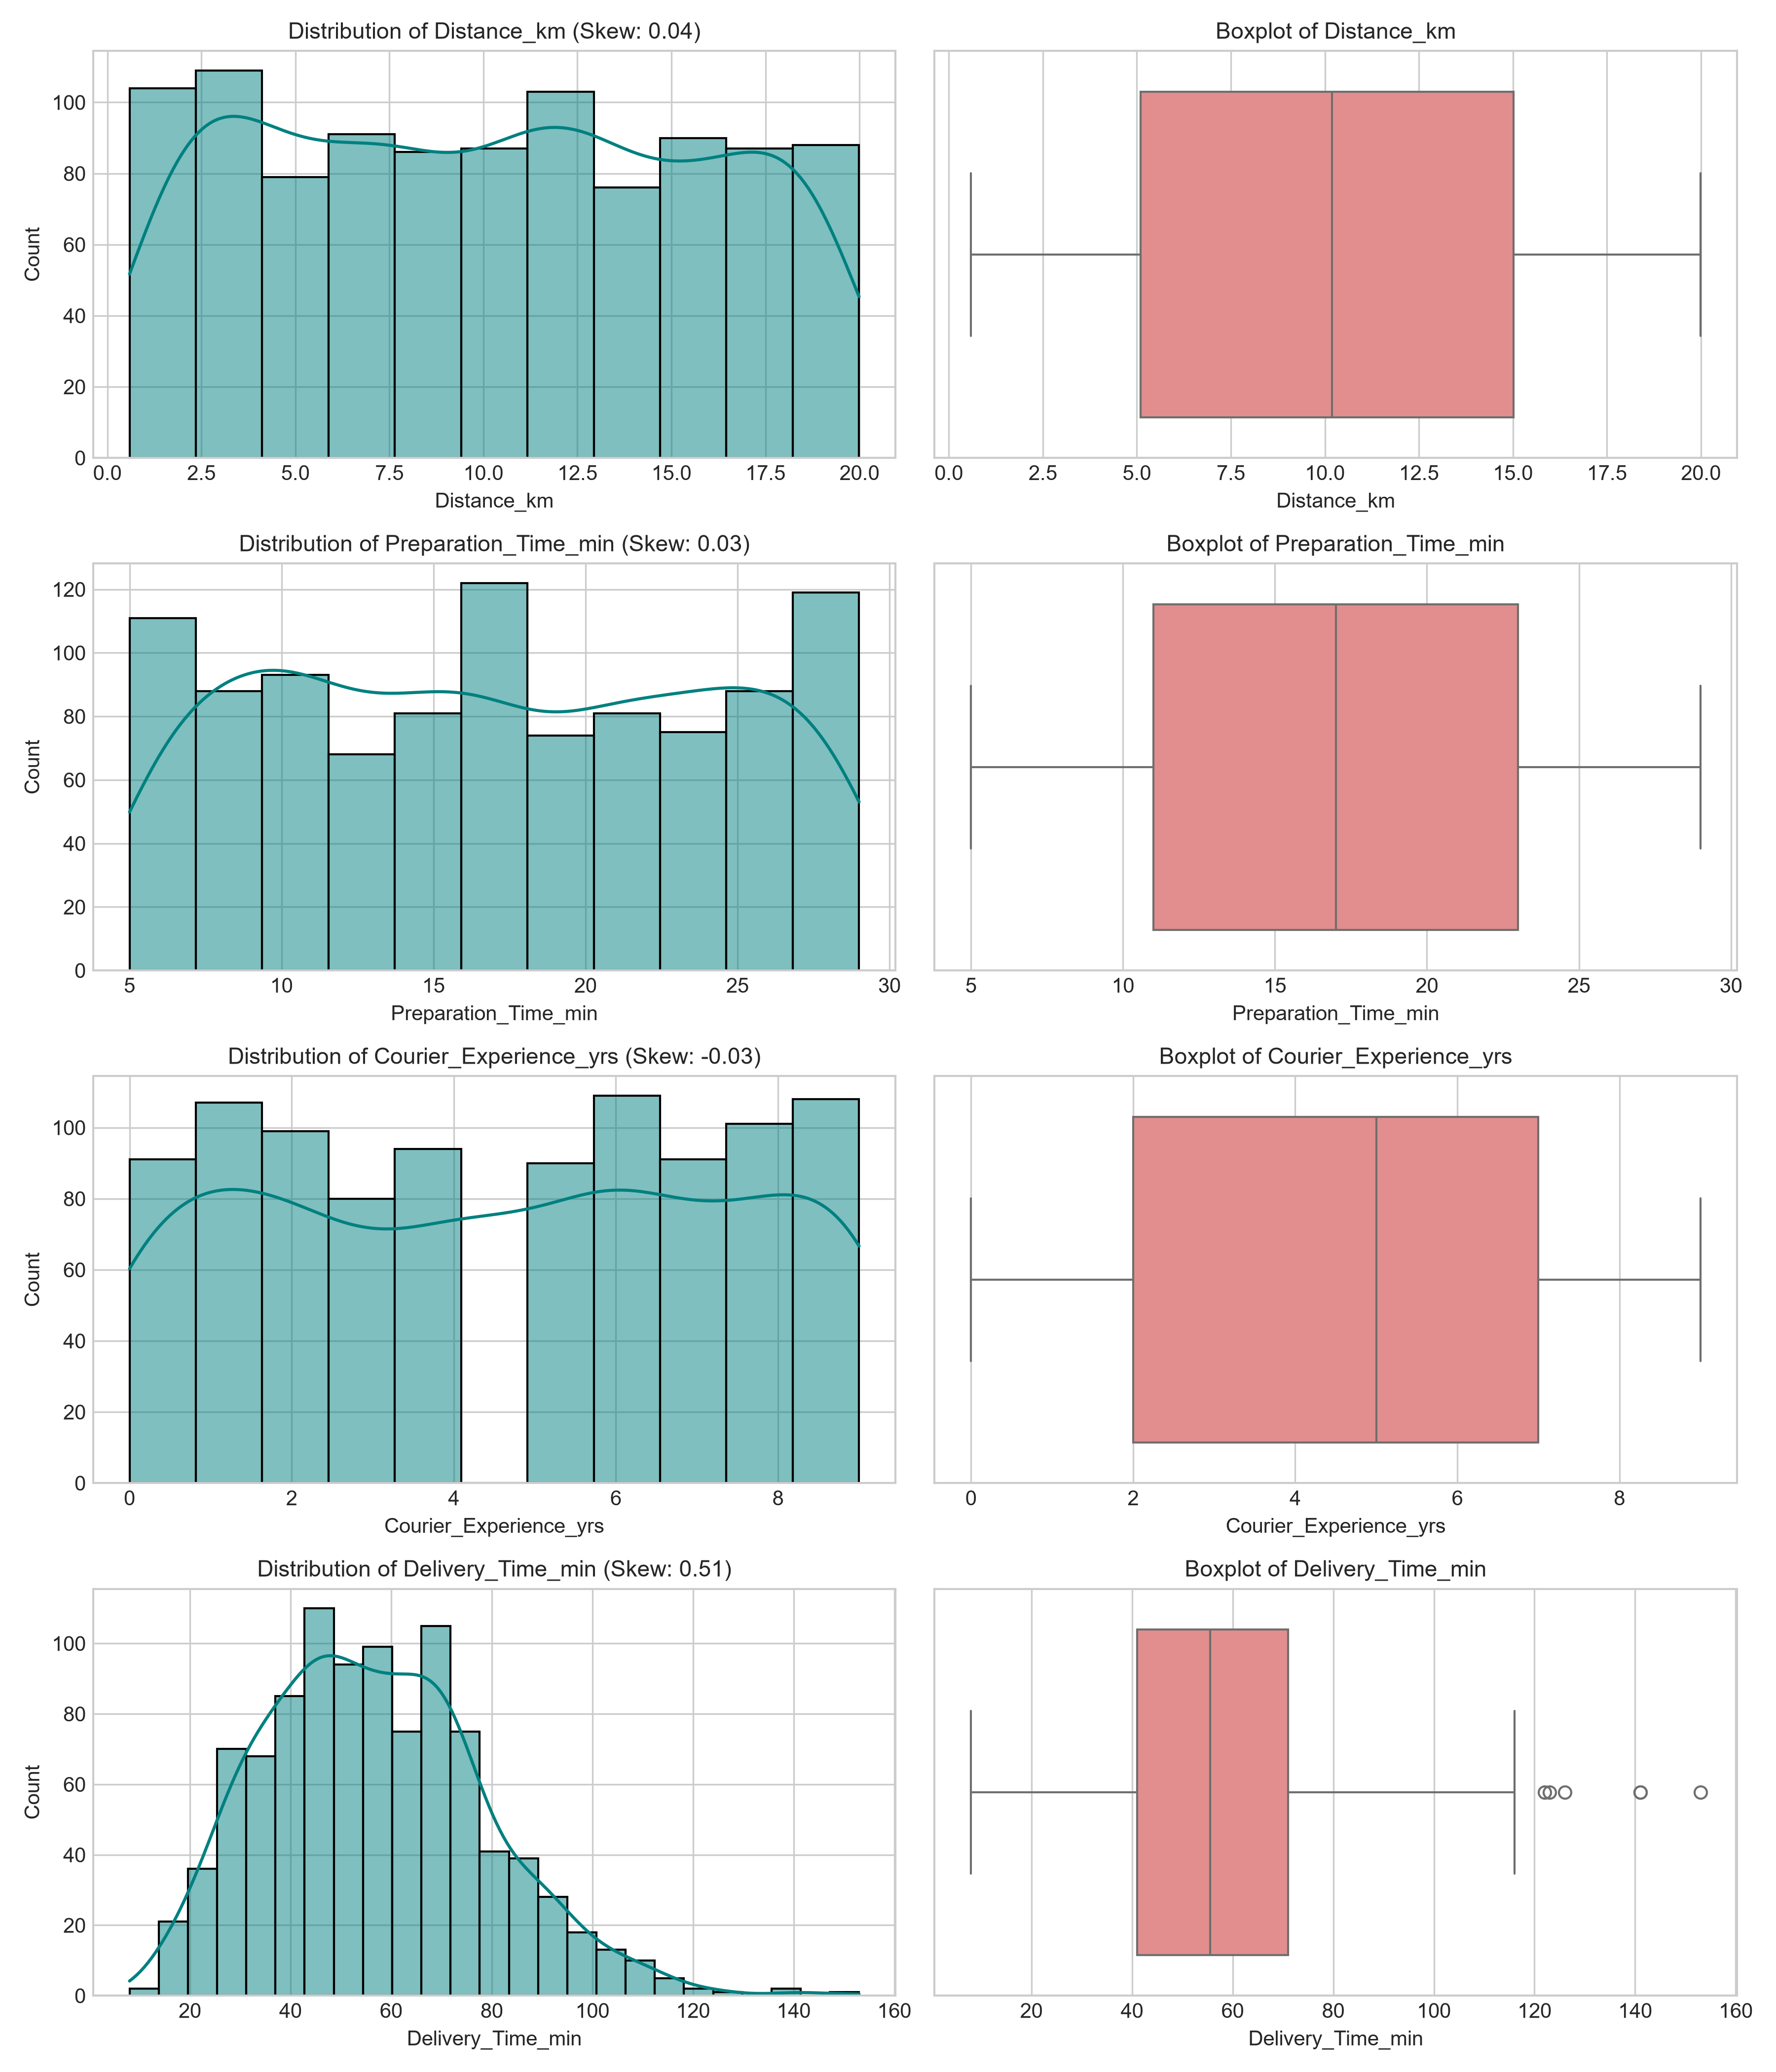 Distribution of Distance_km (Skew: 0.04)
100
80
60
40
20
0
Count
0.0 2.5 5.0 7.5 10.0 12.5 15.0 17.5 20.0
Distance_km
Boxplot of Distance_km
0.0 2.5 5.0 7.5 10.0 12.5 15.0 17.5 20.0
Distance_km
Distribution of Preparation_Time_min (Skew: 0.03)
120
100
80
60
40
20
0
Count
5 10 15 20 25 30
Preparation_Time_min
Boxplot of Preparation_Time_min
5 10 15 20 25 30
Preparation_Time_min
Distribution of Courier_Experience_yrs (Skew: -0.03)
100
80
60
40
20
0
Count
0 2 4 6 8
Courier_Experience_yrs
Boxplot of Courier_Experience_yrs
0 2 4 6 8
Courier_Experience_yrs
Distribution of Delivery_Time_min (Skew: 0.51)
100
80
60
40
20
0
Count
20 40 60 80 100 120 140 160
Delivery_Time_min
Boxplot of Delivery_Time_min
20 40 60 80 100 120 140 160
Delivery_Time_min